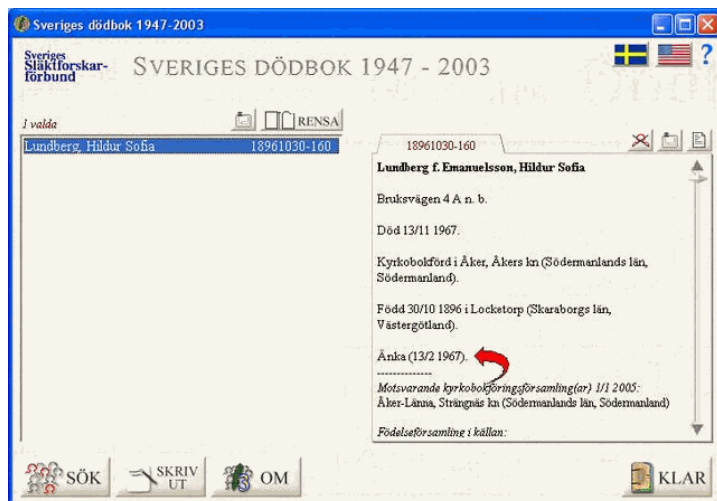 Sveriges dödbok 1947-2003
Sveriges
Släktforskar-
förbund
SVERIGES DÖDBOK 1947 - 2003
?
1 valda
RENSA
Lundberg, Hildur Sofia 18961030-160
18961030-160
Lundberg f. Emanuelsson, Hildur Sofia
Bruksvägen 4 A n. b.
Död 13/11 1967.
Kyrkobokförd i Åker, Åkers kn (Södermanlands län,
Södermanland).
Född 30/10 1896 i Locketorp (Skaraborgs län,
Västergötland).
Änka (13/2 1967).
--------------
Motsvarande kyrkobokföringsförsamling(ar) 1/1 2005:
Åker-Länna, Strängnäs kn (Södermanlands län, Södermanland)
Födelseförsamling i källan:
SÖK
SKRIV
UT
3
OM
KLAR